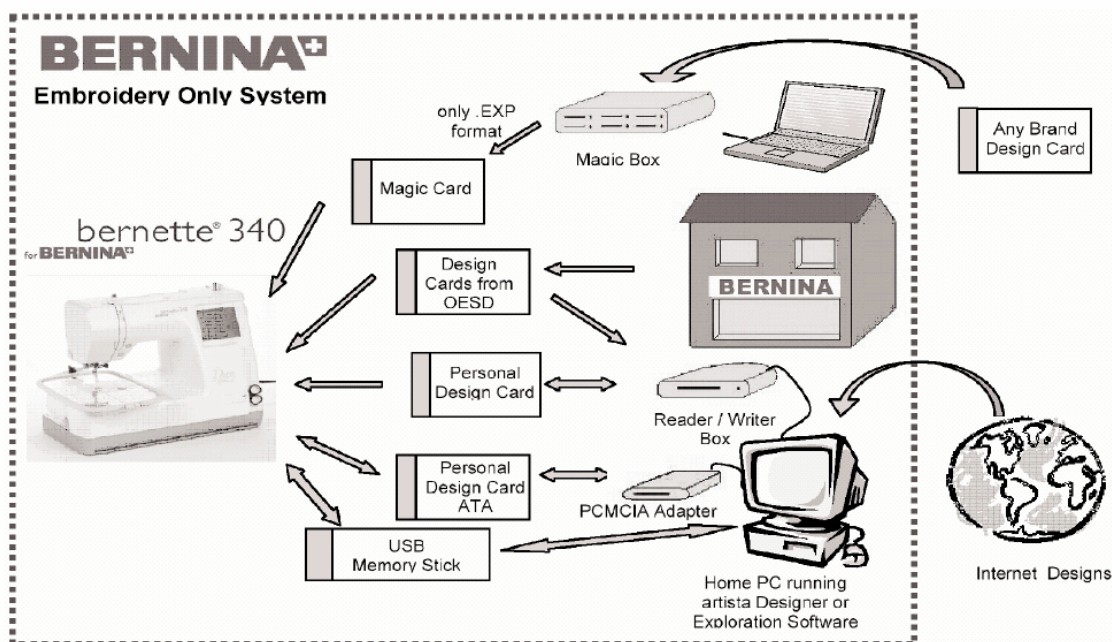 BERNINA
Embroidery Only System
only .EXP
format
Magic Box
Any Brand
Design Card
Magic Card
bernette® 340
for BERNINA
Design
Cards from
OESD
BERNINA
Personal
Design Card
Reader / Writer
Box
Personal
Design Card
ATA
PCMCIA Adapter
USB
Memory Stick
Home PC running
artista Designer or
Exploration Software
Internet Designs